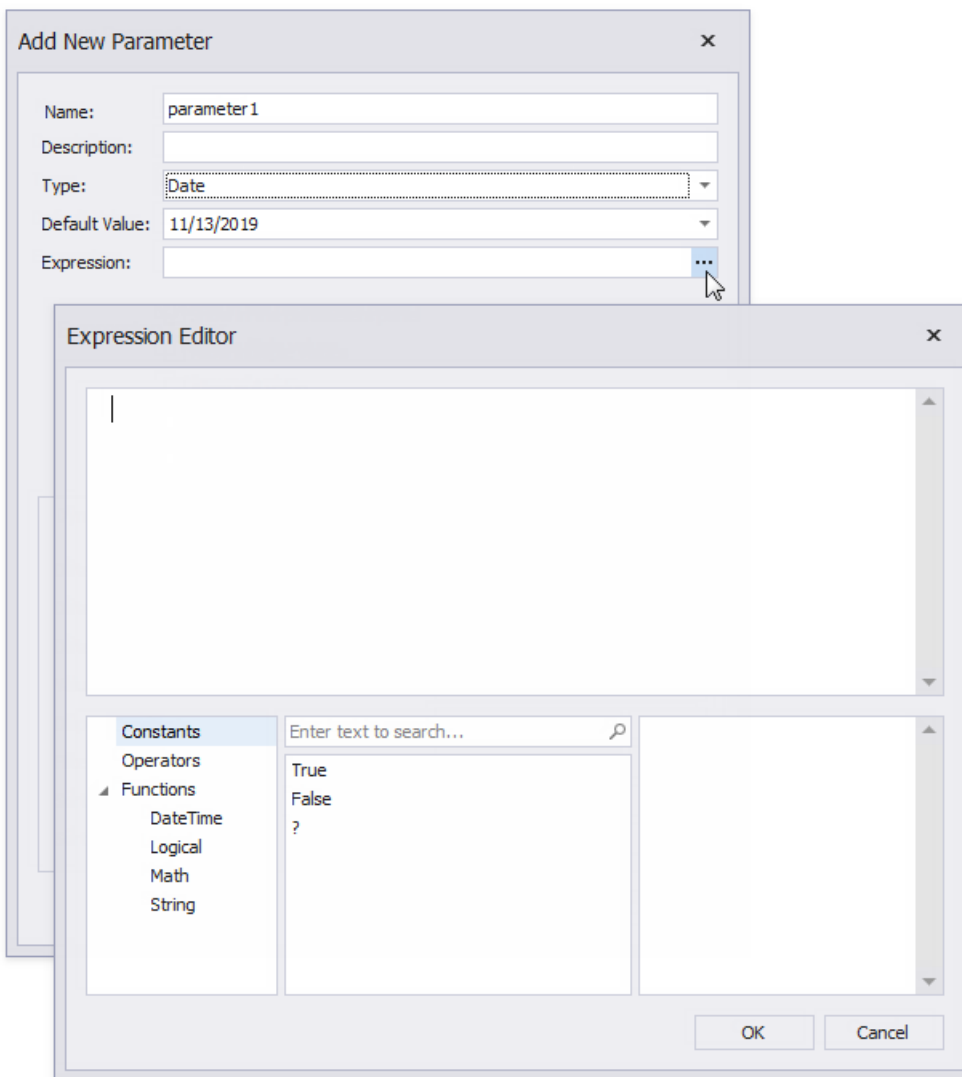 Add New Parameter
Name: parameter1
Description:
Type: Date
Default Value: 11/13/2019
Expression: ...
Expression Editor
Constants
Operators
Functions
DateTime
Logical
Math
String
Enter text to search...
True
False
?
OK Cancel